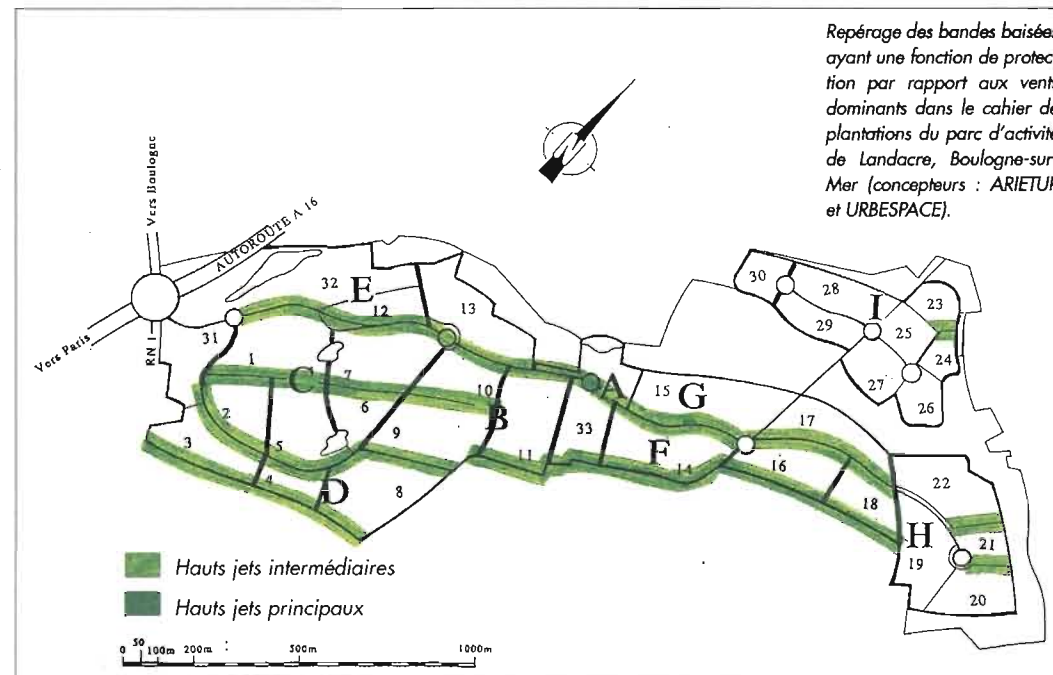 Repérage des bandes baisées
ayant une fonction de protec
tion par rapport aux vents
dominants dans le cahier de
plantations du parc d'activité
de Landacre, Boulogne-sur
Mer (concepteurs : ARIETUR
et URBESPACE).
Vers Boulogne
AUTOROUTE A 16
Vers Paris
RN 1
31
32
E
12
13
1
C
7
2
3
5
4
6
D
9
10
B
8
11
33
A
15
G
F
14
17
16
18
30
28
29
I
25
23
24
27
26
22
H
19
21
20
Hauts jets intermédiaires
Hauts jets principaux
0 50 100m 200m 500m 1000m